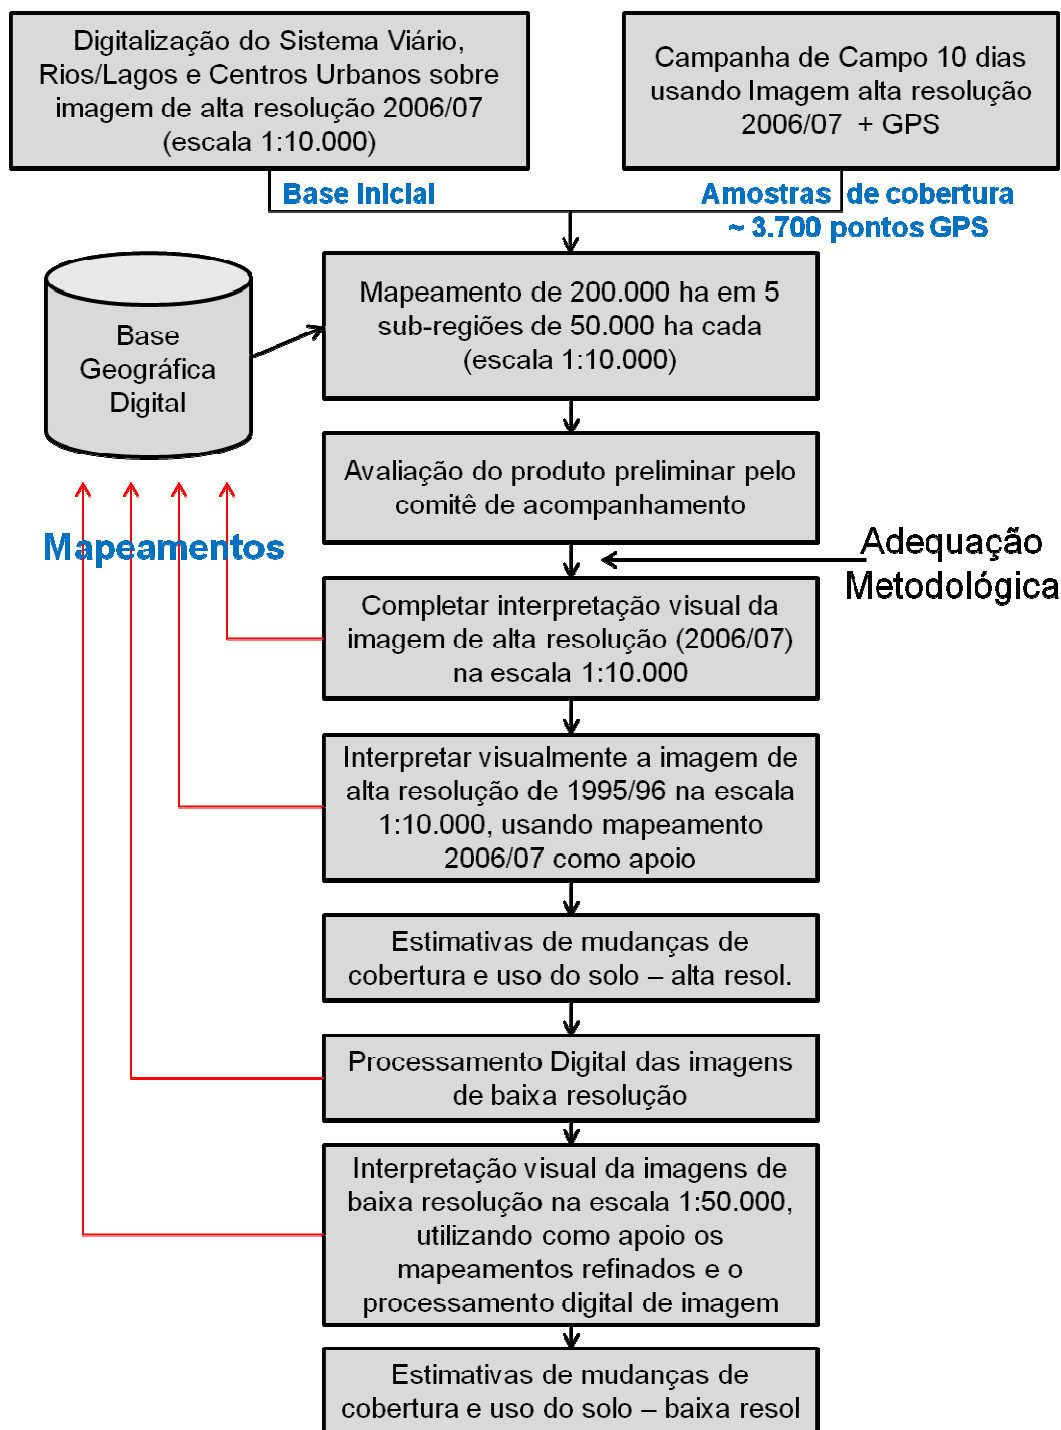 Digitalização do Sistema Viário,
Rios/Lagos e Centros Urbanos sobre
imagem de alta resolução 2006/07
(escala 1:10.000)
Campanha de Campo 10 dias
usando Imagem alta resolução
2006/07  + GPS
Base Inicial
Amostras  de cobertura
~ 3.700 pontos GPS
Base
Geográfica
Digital
Mapeamento de 200.000 ha em 5
sub-regiões de 50.000 ha cada
(escala 1:10.000)
Avaliação do produto preliminar pelo
comitê de acompanhamento
Mapeamentos
Adequação
Metodológica
Completar interpretação visual da
imagem de alta resolução (2006/07)
na escala 1:10.000
Interpretar visualmente a imagem de
alta resolução de 1995/96 na escala
1:10.000, usando mapeamento
2006/07 como apoio
Estimativas de mudanças de
cobertura e uso do solo – alta resol.
Processamento Digital das imagens
de baixa resolução
Interpretação visual da imagens de
baixa resolução na escala 1:50.000,
utilizando como apoio os
mapeamentos refinados e o
processamento digital de imagem
Estimativas de mudanças de
cobertura e uso do solo – baixa resol